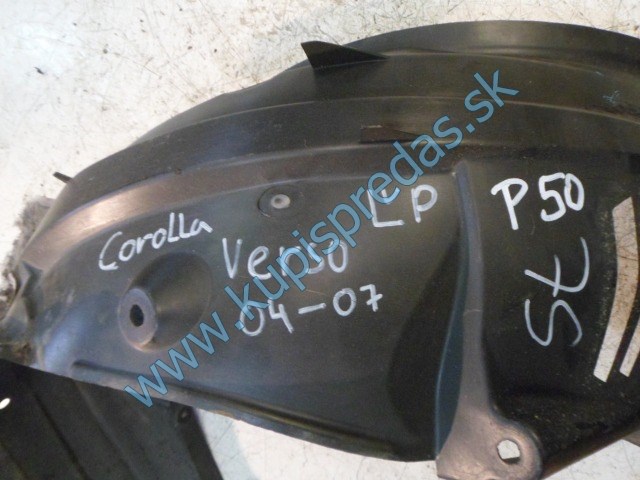 Corolla Verso LP P50
04-07 St
www.kupispredas.sk